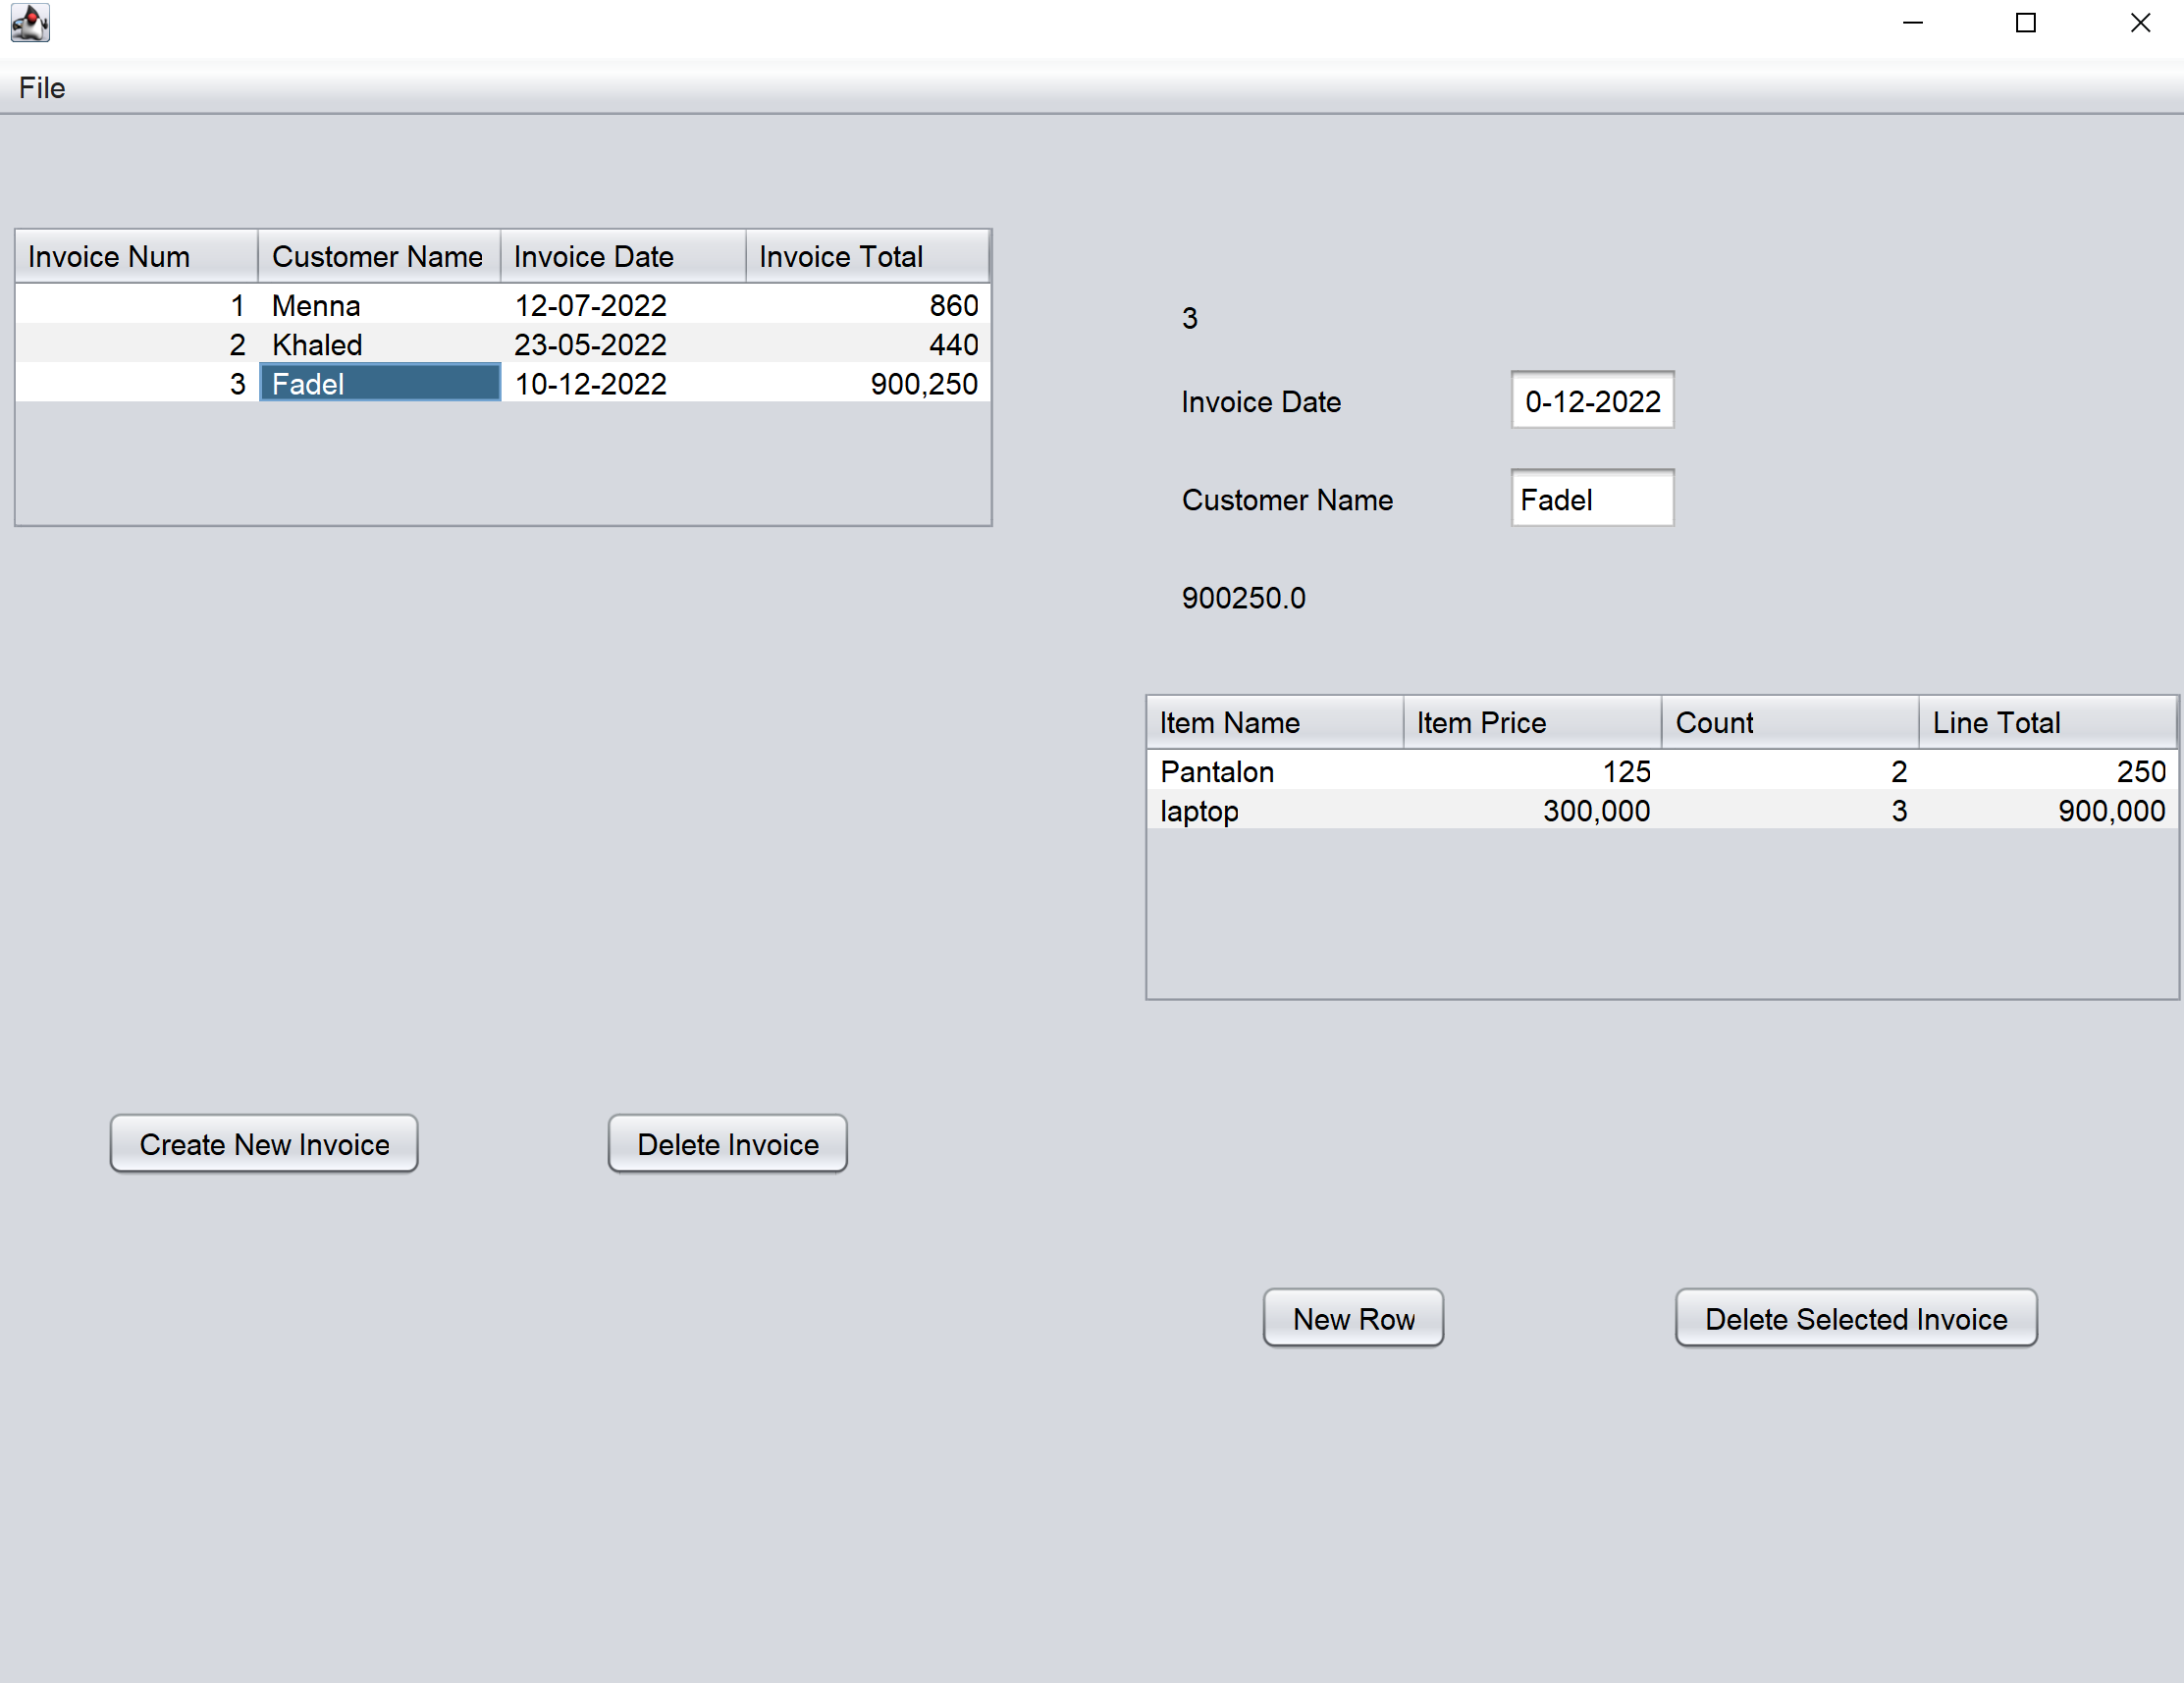 File
Invoice Num Customer Name Invoice Date Invoice Total
1 Menna 12-07-2022 860
2 Khaled 23-05-2022 440
3 Fadel 10-12-2022 900,250
3
Invoice Date 0-12-2022
Customer Name Fadel
900250.0
Item Name Item Price Count Line Total
Pantalon 125 2 250
laptop 300,000 3 900,000
Create New Invoice Delete Invoice
New Row Delete Selected Invoice